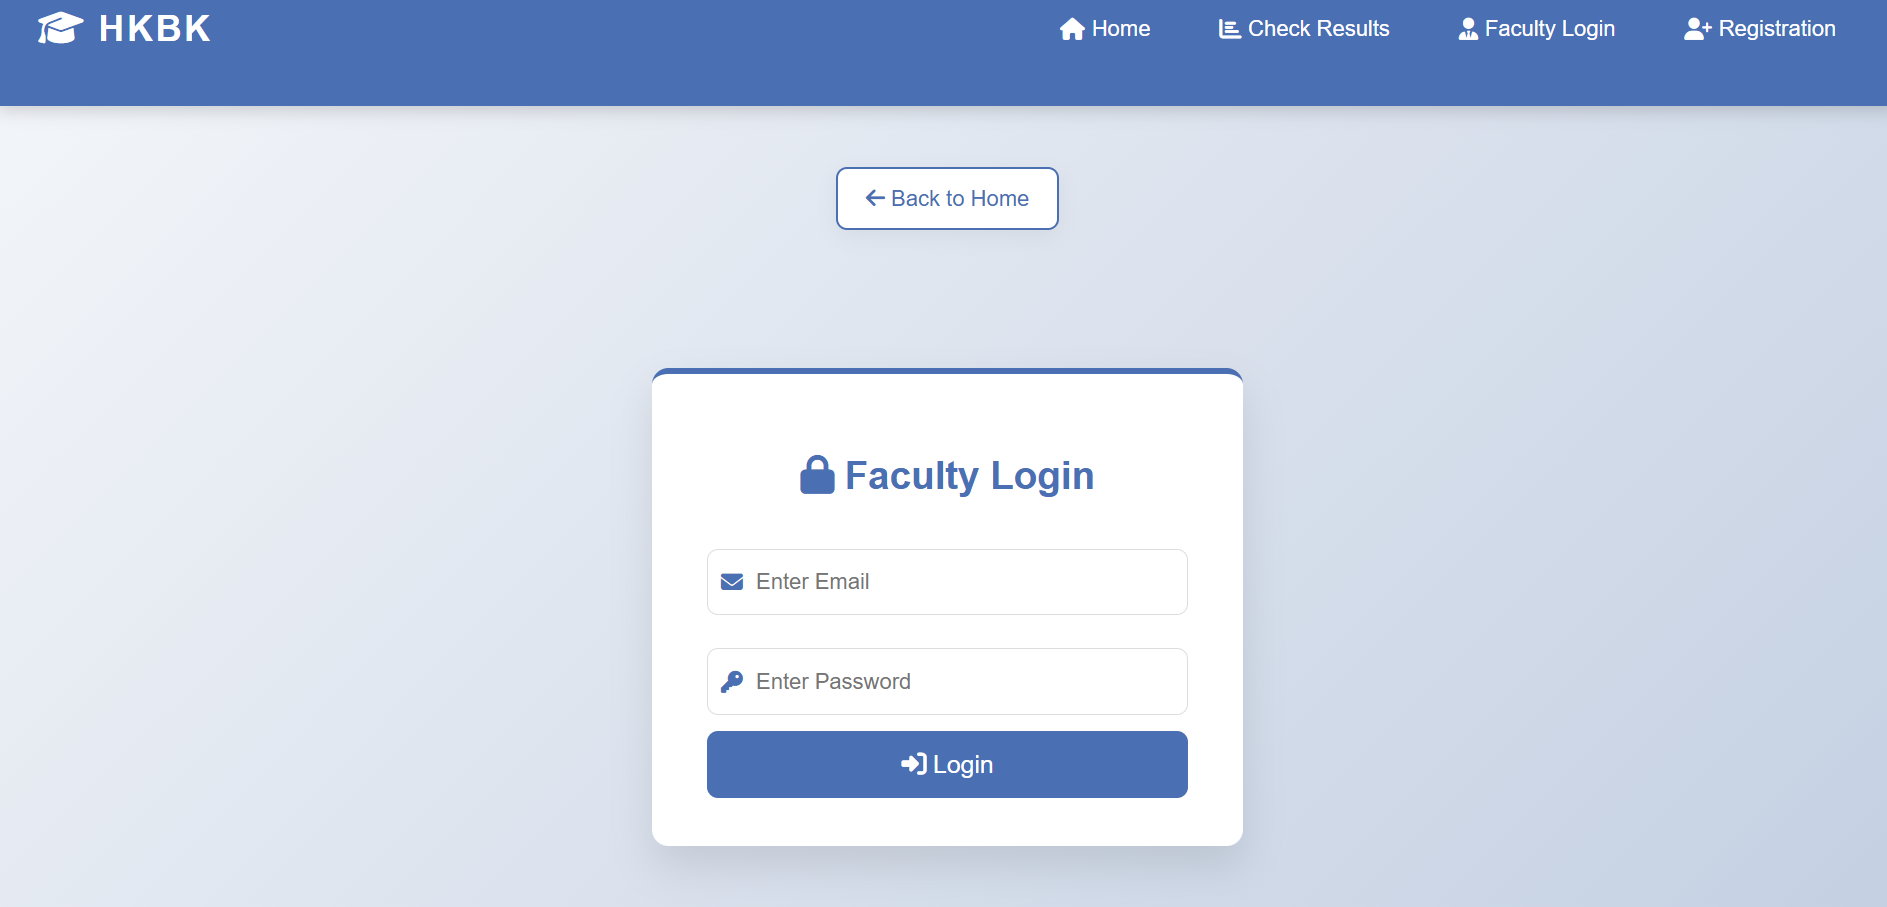 HKBK
Home
Check Results
Faculty Login
Registration
Back to Home
Faculty Login
Enter Email
Enter Password
Login